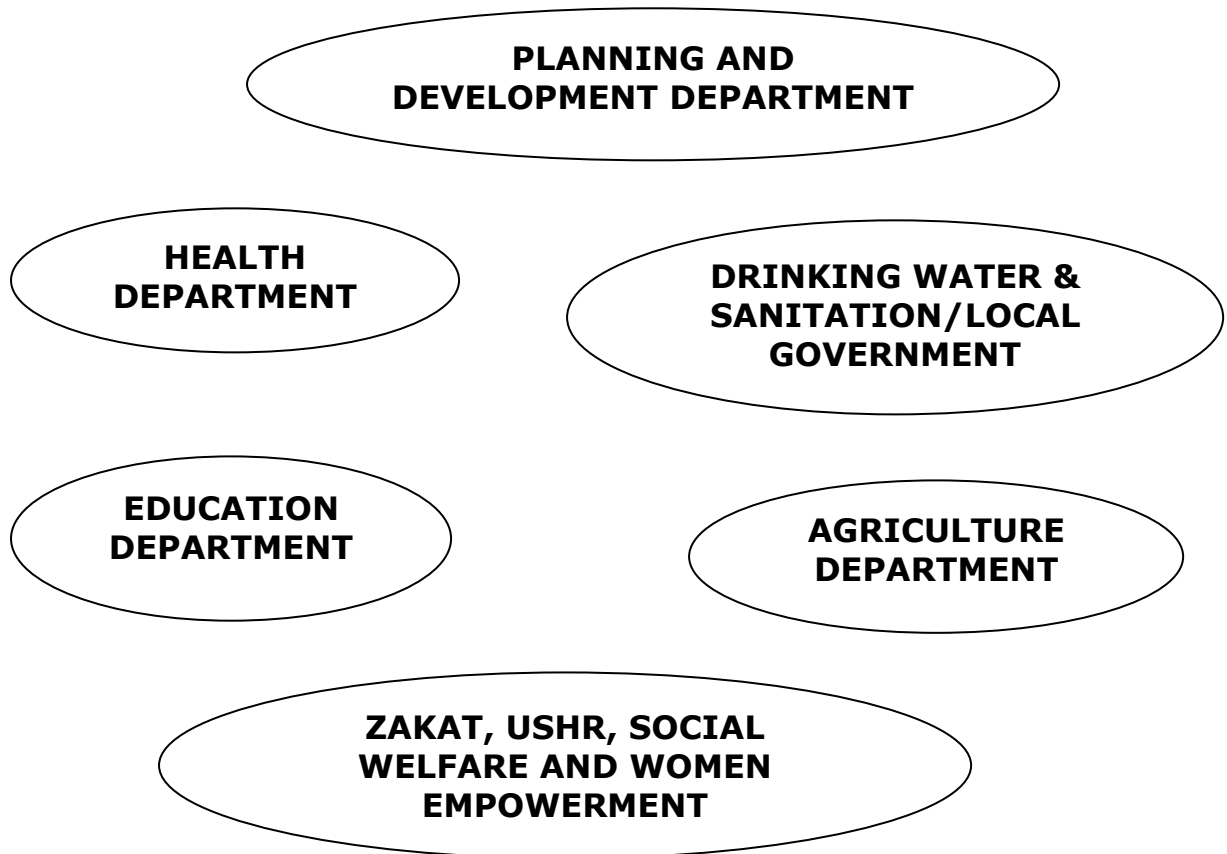 PLANNING AND
DEVELOPMENT DEPARTMENT
HEALTH
DEPARTMENT
DRINKING WATER &
SANITATION/LOCAL
GOVERNMENT
EDUCATION
DEPARTMENT
AGRICULTURE
DEPARTMENT
ZAKAT, USHR, SOCIAL
WELFARE AND WOMEN
EMPOWERMENT